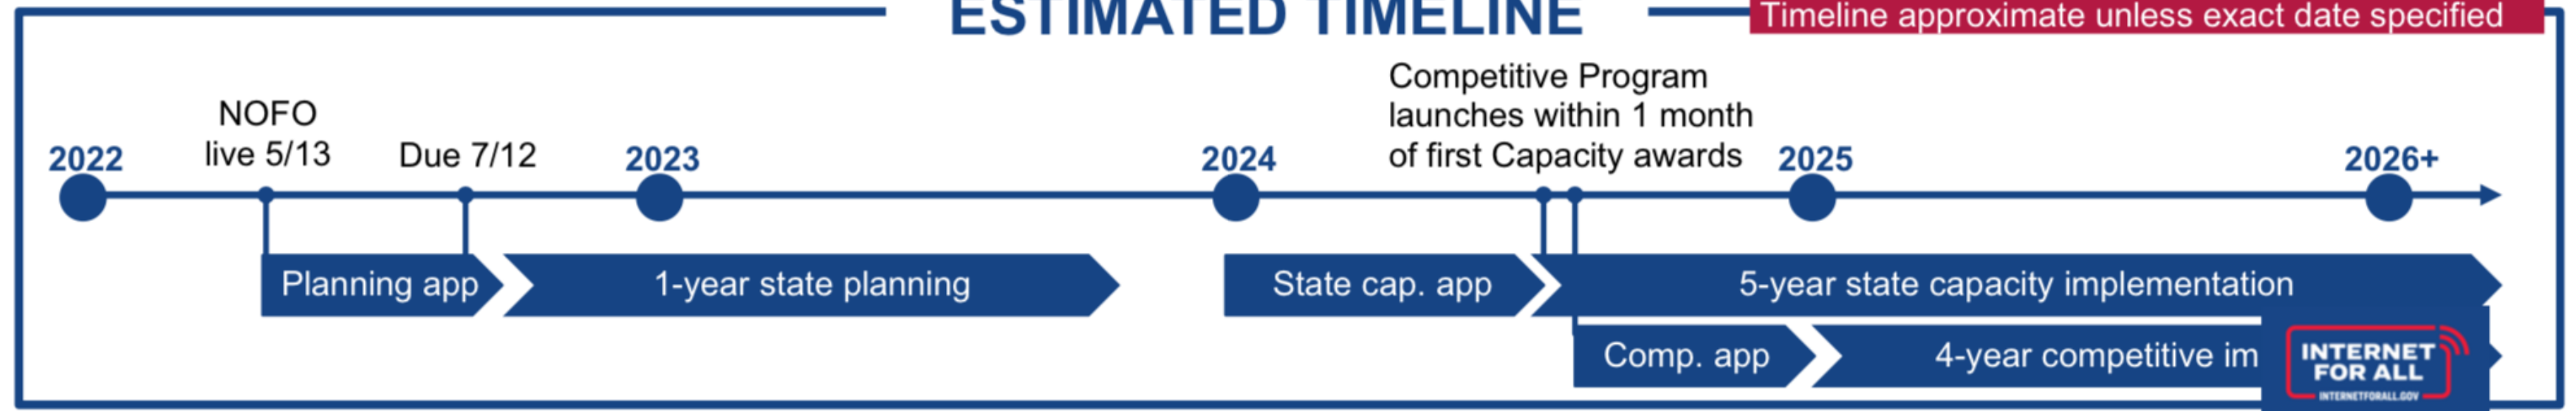 ESTIMATED TIMELINE
Timeline approximate unless exact date specified
Competitive Program
launches within 1 month
of first Capacity awards
NOFO
live 5/13
Due 7/12
2022
2023
2024
2025
2026+
Planning app
1-year state planning
State cap. app
5-year state capacity implementation
Comp. app
4-year competitive im
INTERNET
FOR ALL
INTERNETFORALL.GOV